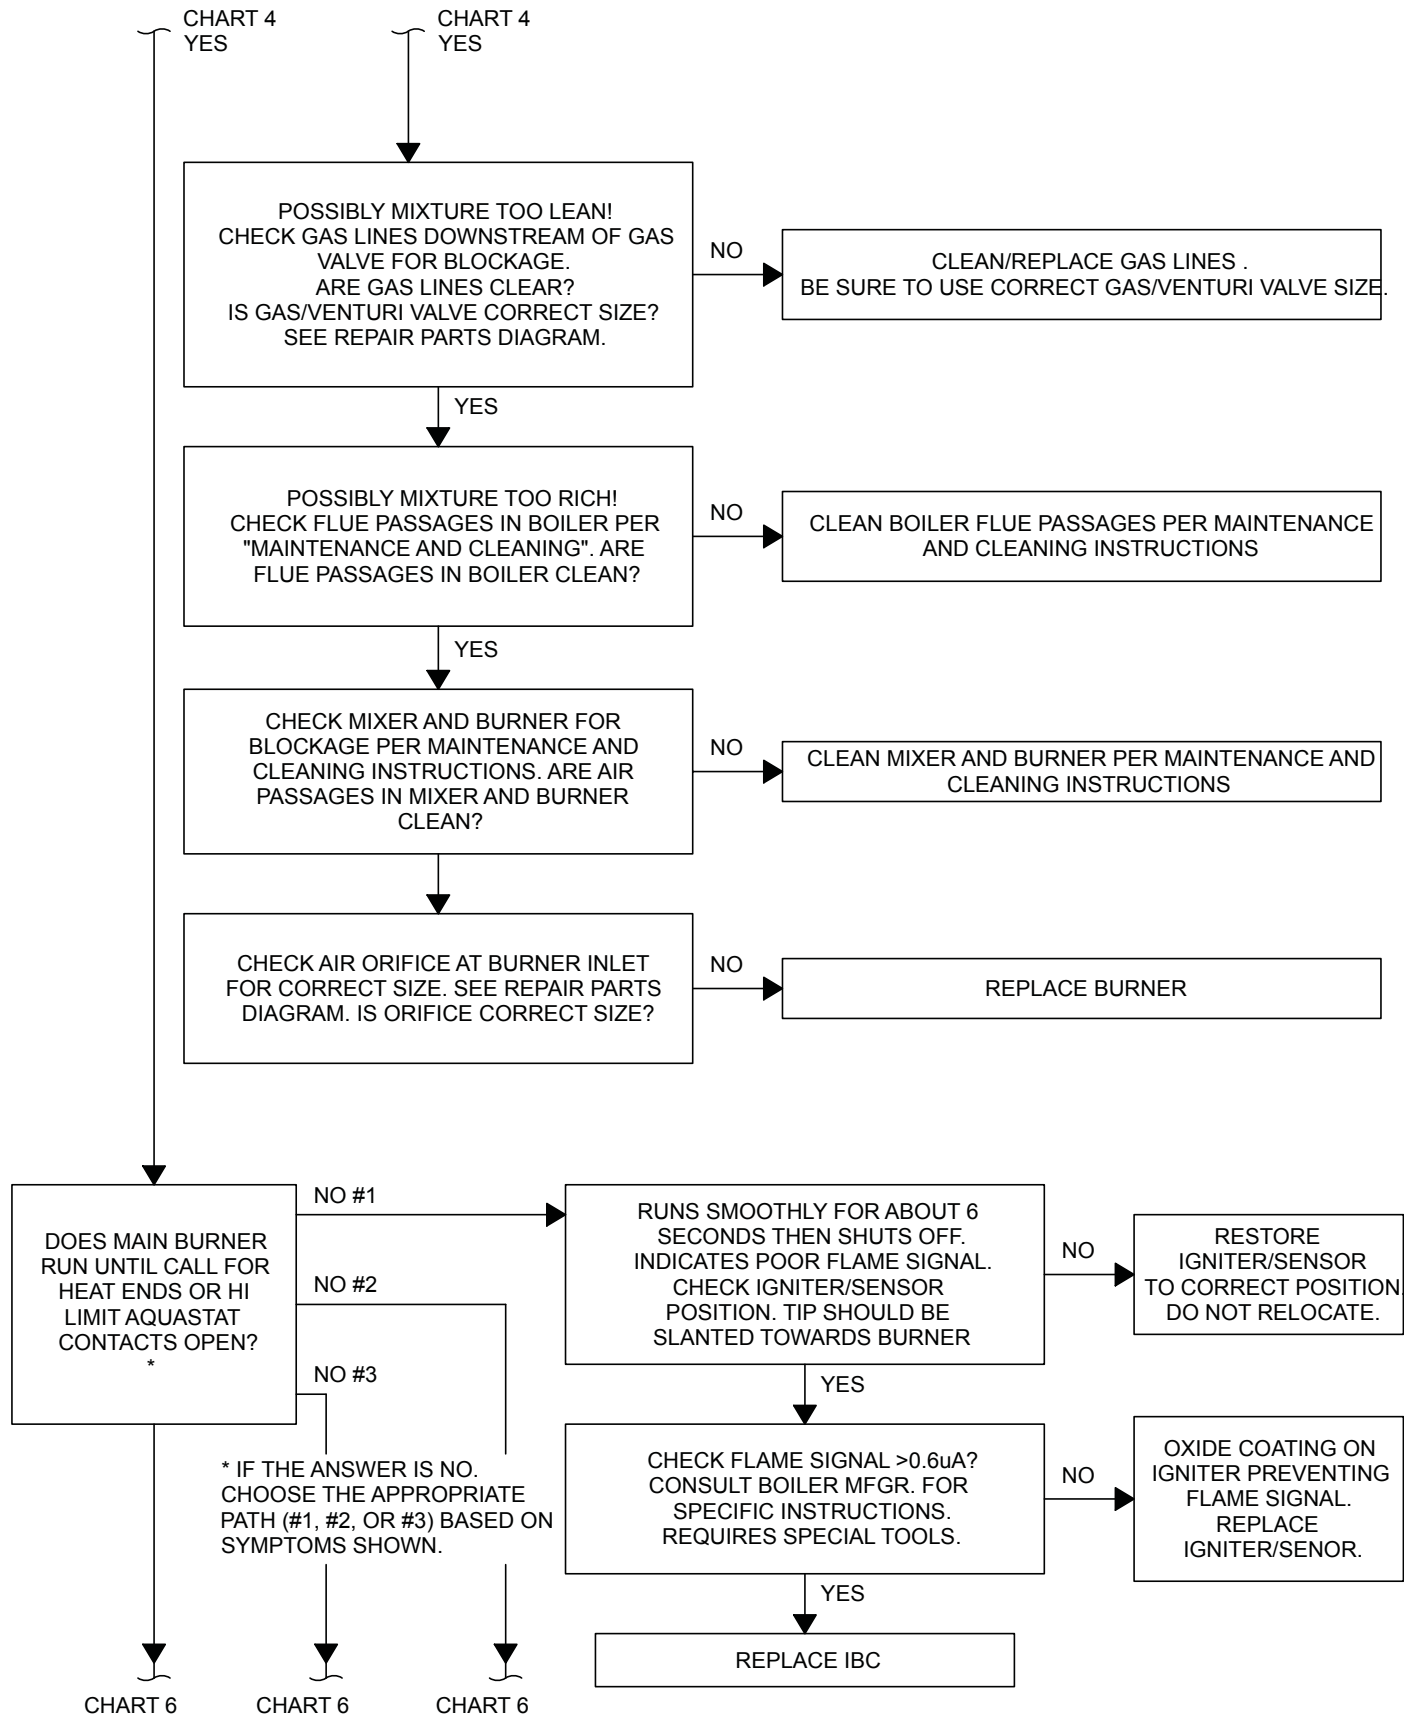 CHART 4
YES
CHART 4
YES
POSSIBLY MIXTURE TOO LEAN!
CHECK GAS LINES DOWNSTREAM OF GAS
VALVE FOR BLOCKAGE.
ARE GAS LINES CLEAR?
IS GAS/VENTURI VALVE CORRECT SIZE?
SEE REPAIR PARTS DIAGRAM.
NO
CLEAN/REPLACE GAS LINES .
BE SURE TO USE CORRECT GAS/VENTURI VALVE SIZE.
YES
POSSIBLY MIXTURE TOO RICH!
CHECK FLUE PASSAGES IN BOILER PER
"MAINTENANCE AND CLEANING". ARE
FLUE PASSAGES IN BOILER CLEAN?
NO
CLEAN BOILER FLUE PASSAGES PER MAINTENANCE
AND CLEANING INSTRUCTIONS
YES
CHECK MIXER AND BURNER FOR
BLOCKAGE PER MAINTENANCE AND
CLEANING INSTRUCTIONS. ARE AIR
PASSAGES IN MIXER AND BURNER
CLEAN?
NO
CLEAN MIXER AND BURNER PER MAINTENANCE AND
CLEANING INSTRUCTIONS
CHECK AIR ORIFICE AT BURNER INLET
FOR CORRECT SIZE. SEE REPAIR PARTS
DIAGRAM. IS ORIFICE CORRECT SIZE?
NO
REPLACE BURNER
DOES MAIN BURNER
RUN UNTIL CALL FOR
HEAT ENDS OR HI
LIMIT AQUASTAT
CONTACTS OPEN?
*
NO #1
NO #2
NO #3
* IF THE ANSWER IS NO.
CHOOSE THE APPROPRIATE
PATH (#1, #2, OR #3) BASED ON
SYMPTOMS SHOWN.
RUNS SMOOTHLY FOR ABOUT 6
SECONDS THEN SHUTS OFF.
INDICATES POOR FLAME SIGNAL.
CHECK IGNITER/SENSOR
POSITION. TIP SHOULD BE
SLANTED TOWARDS BURNER
NO
RESTORE
IGNITER/SENSOR
TO CORRECT POSITION.
DO NOT RELOCATE.
YES
CHECK FLAME SIGNAL >0.6uA?
CONSULT BOILER MFGR. FOR
SPECIFIC INSTRUCTIONS.
REQUIRES SPECIAL TOOLS.
NO
OXIDE COATING ON
IGNITER PREVENTING
FLAME SIGNAL.
REPLACE
IGNITER/SENOR.
YES
REPLACE IBC
CHART 6
CHART 6
CHART 6